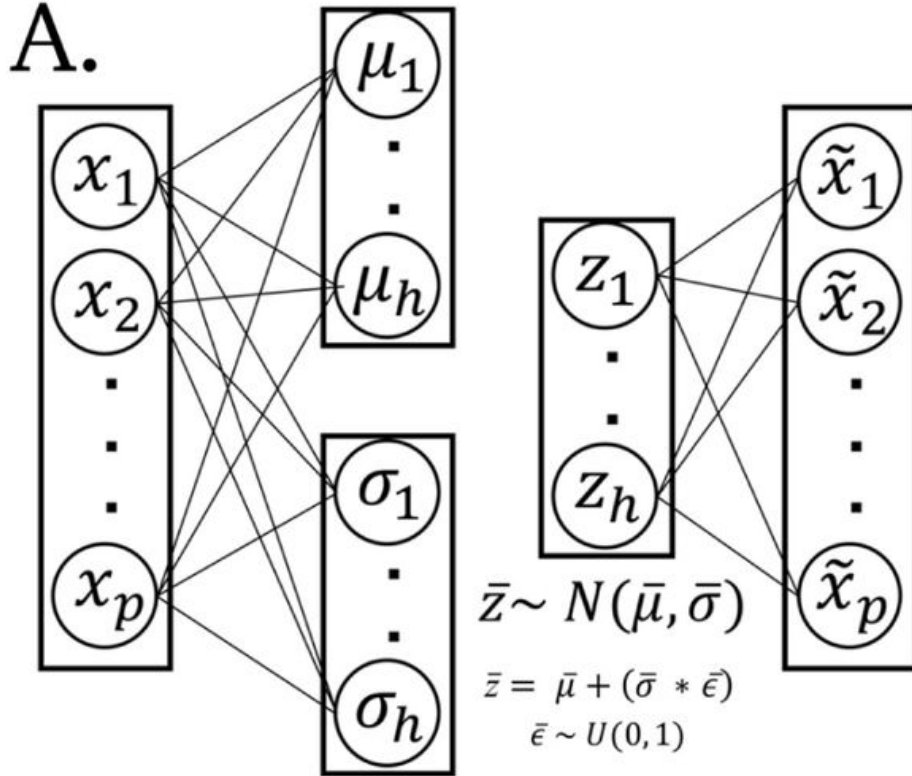 A.
x₁
x₂
.
.
.
xₚ
μ₁
.
.
μₕ
σ₁
.
.
σₕ
z₁
.
.
zₕ
z̄~ N(μ̄, σ̄)
z̄ = μ̄ + (σ̄ * ϵ̄)
ϵ̄ ~ U(0, 1)
x̃₁
x̃₂
.
.
.
x̃ₚ